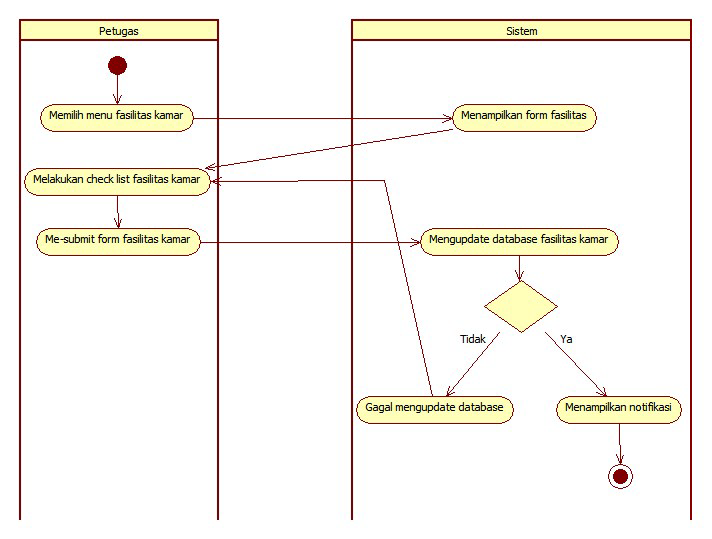 Petugas
Sistem
Memilih menu fasilitas kamar
Menampilkan form fasilitas
Melakukan check list fasilitas kamar
Me-submit form fasilitas kamar
Mengupdate database fasilitas kamar
Tidak
Ya
Gagal mengupdate database
Menampilkan notifikasi